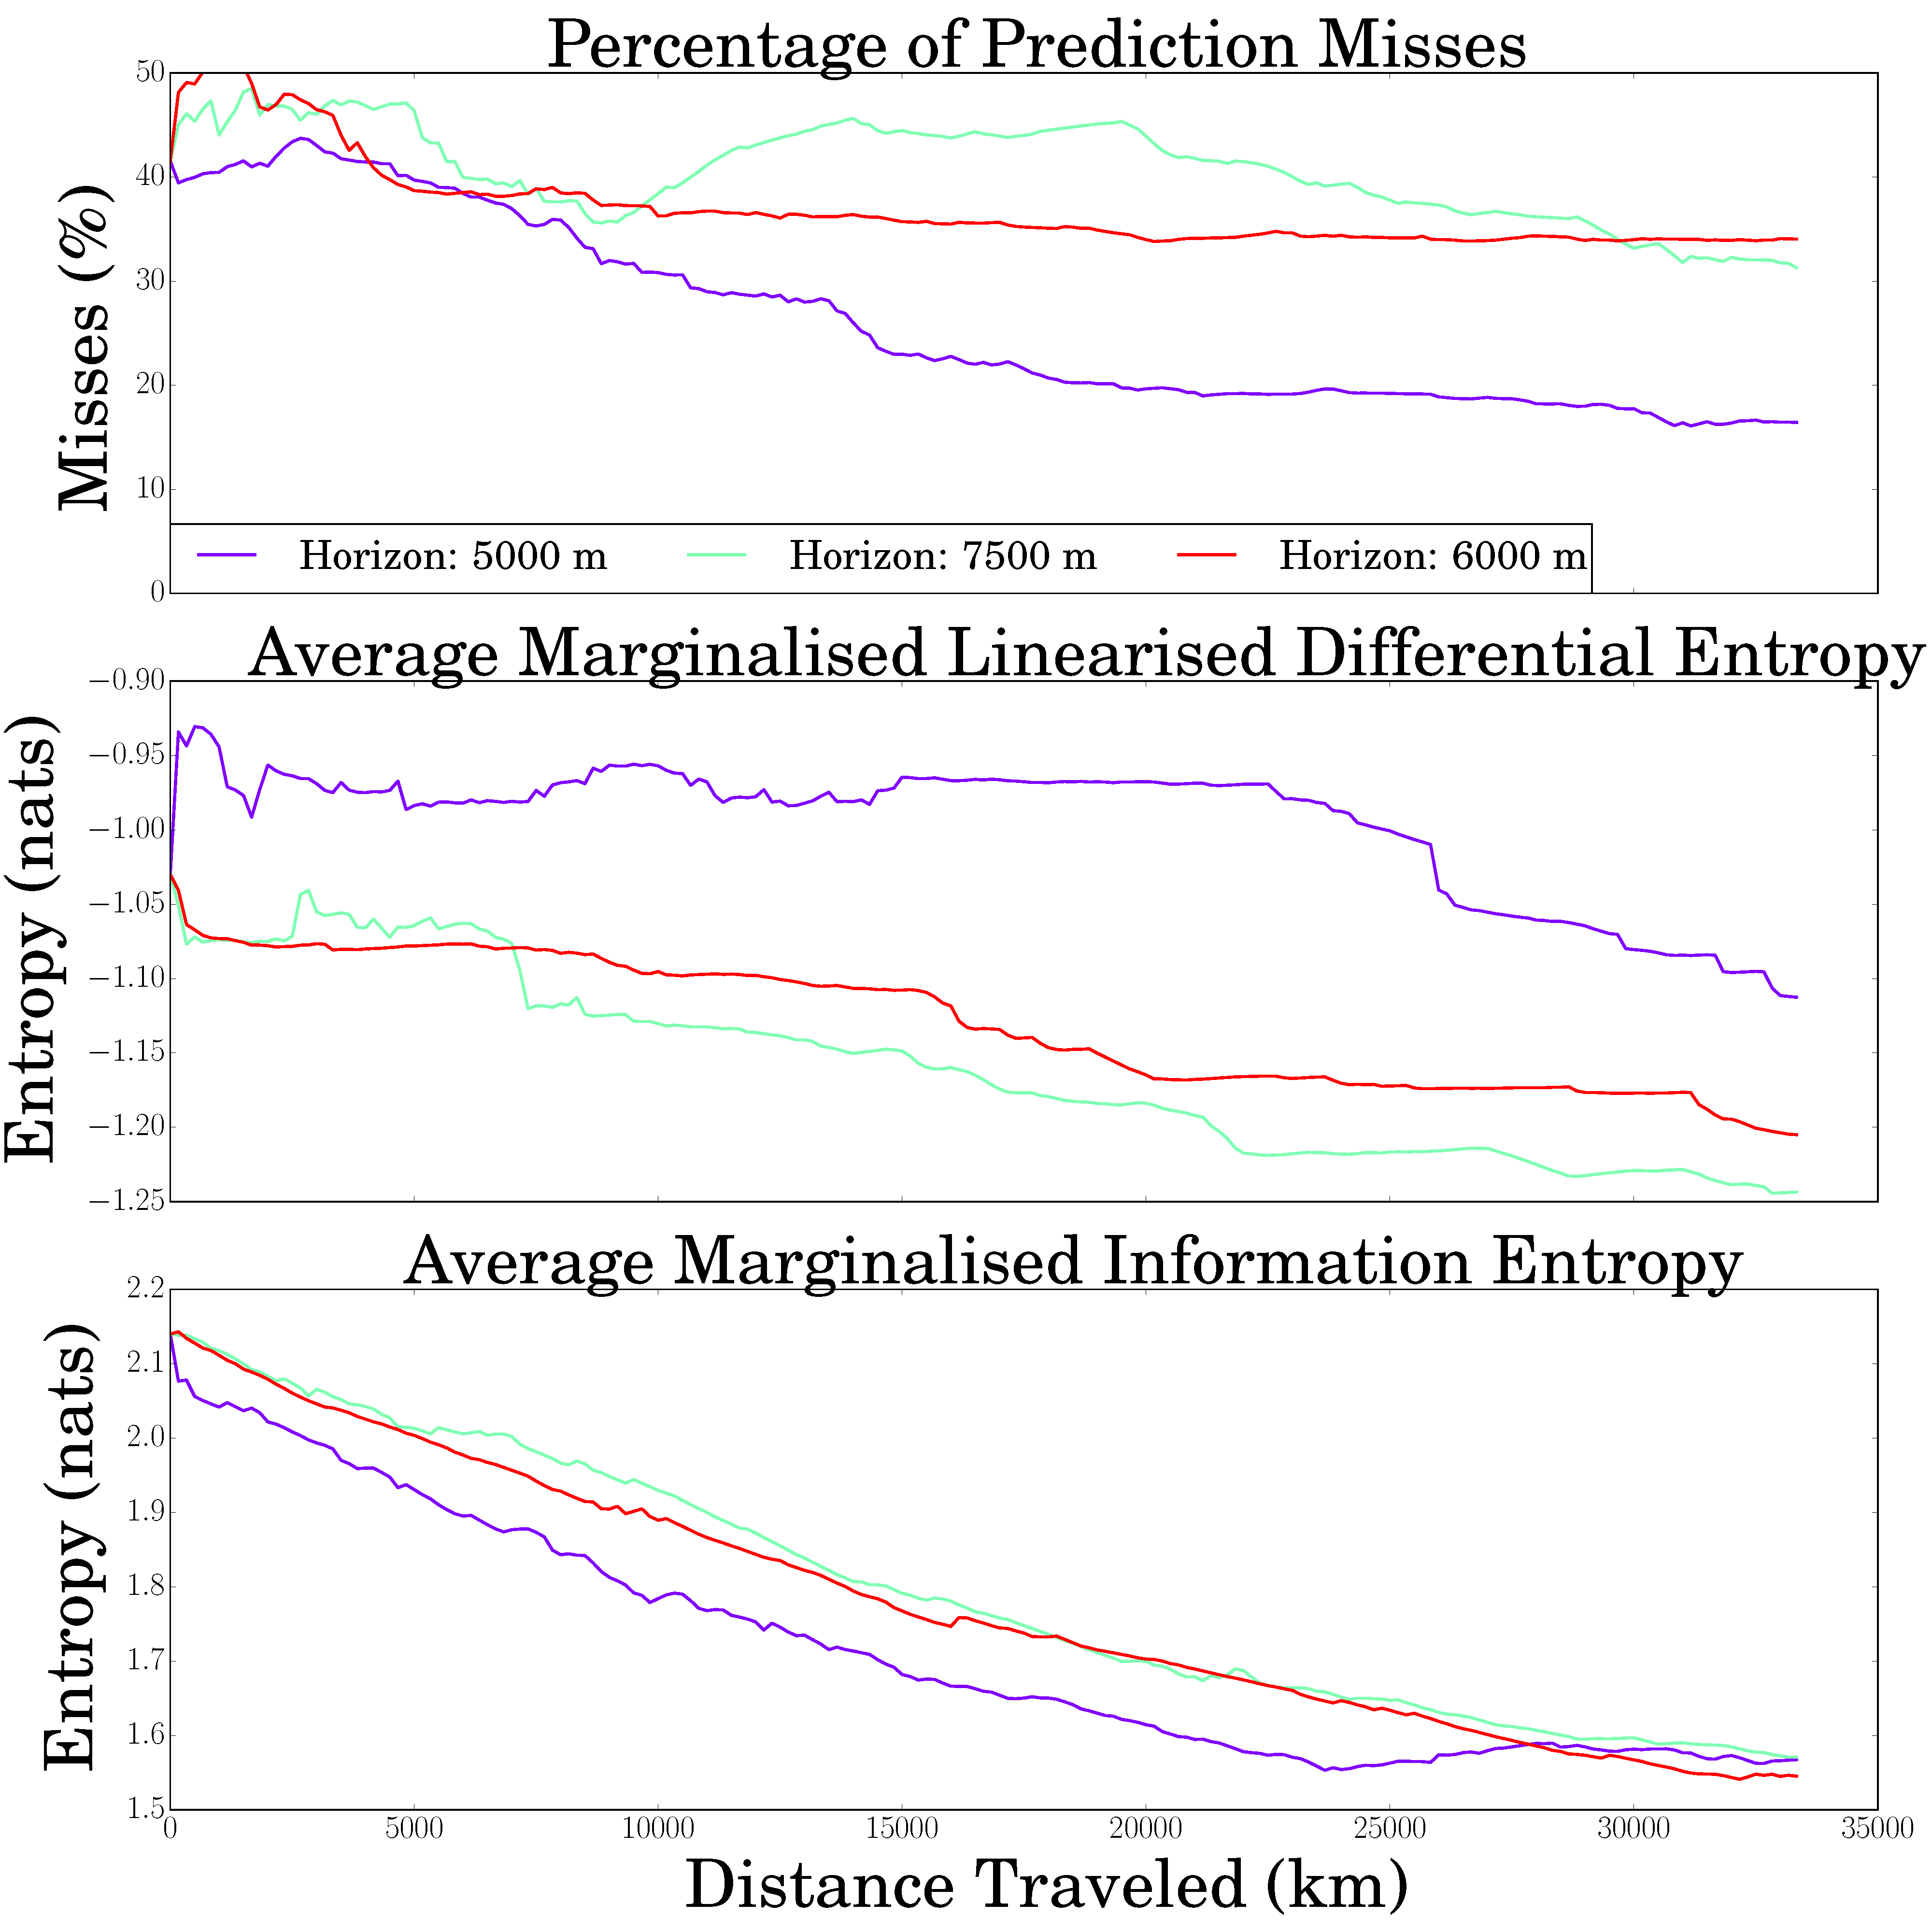 Percentage of Prediction Misses
50
40
30
20
10
0
Misses (%)
Horizon: 5000 m Horizon: 7500 m Horizon: 6000 m
Average Marginalised Linearised Differential Entropy
−0.90
−0.95
−1.00
−1.05
−1.10
−1.15
−1.20
−1.25
Entropy (nats)
Average Marginalised Information Entropy
2.2
2.1
2.0
1.9
1.8
1.7
1.6
1.5
Entropy (nats)
0 5000 10000 15000 20000 25000 30000 35000
Distance Traveled (km)